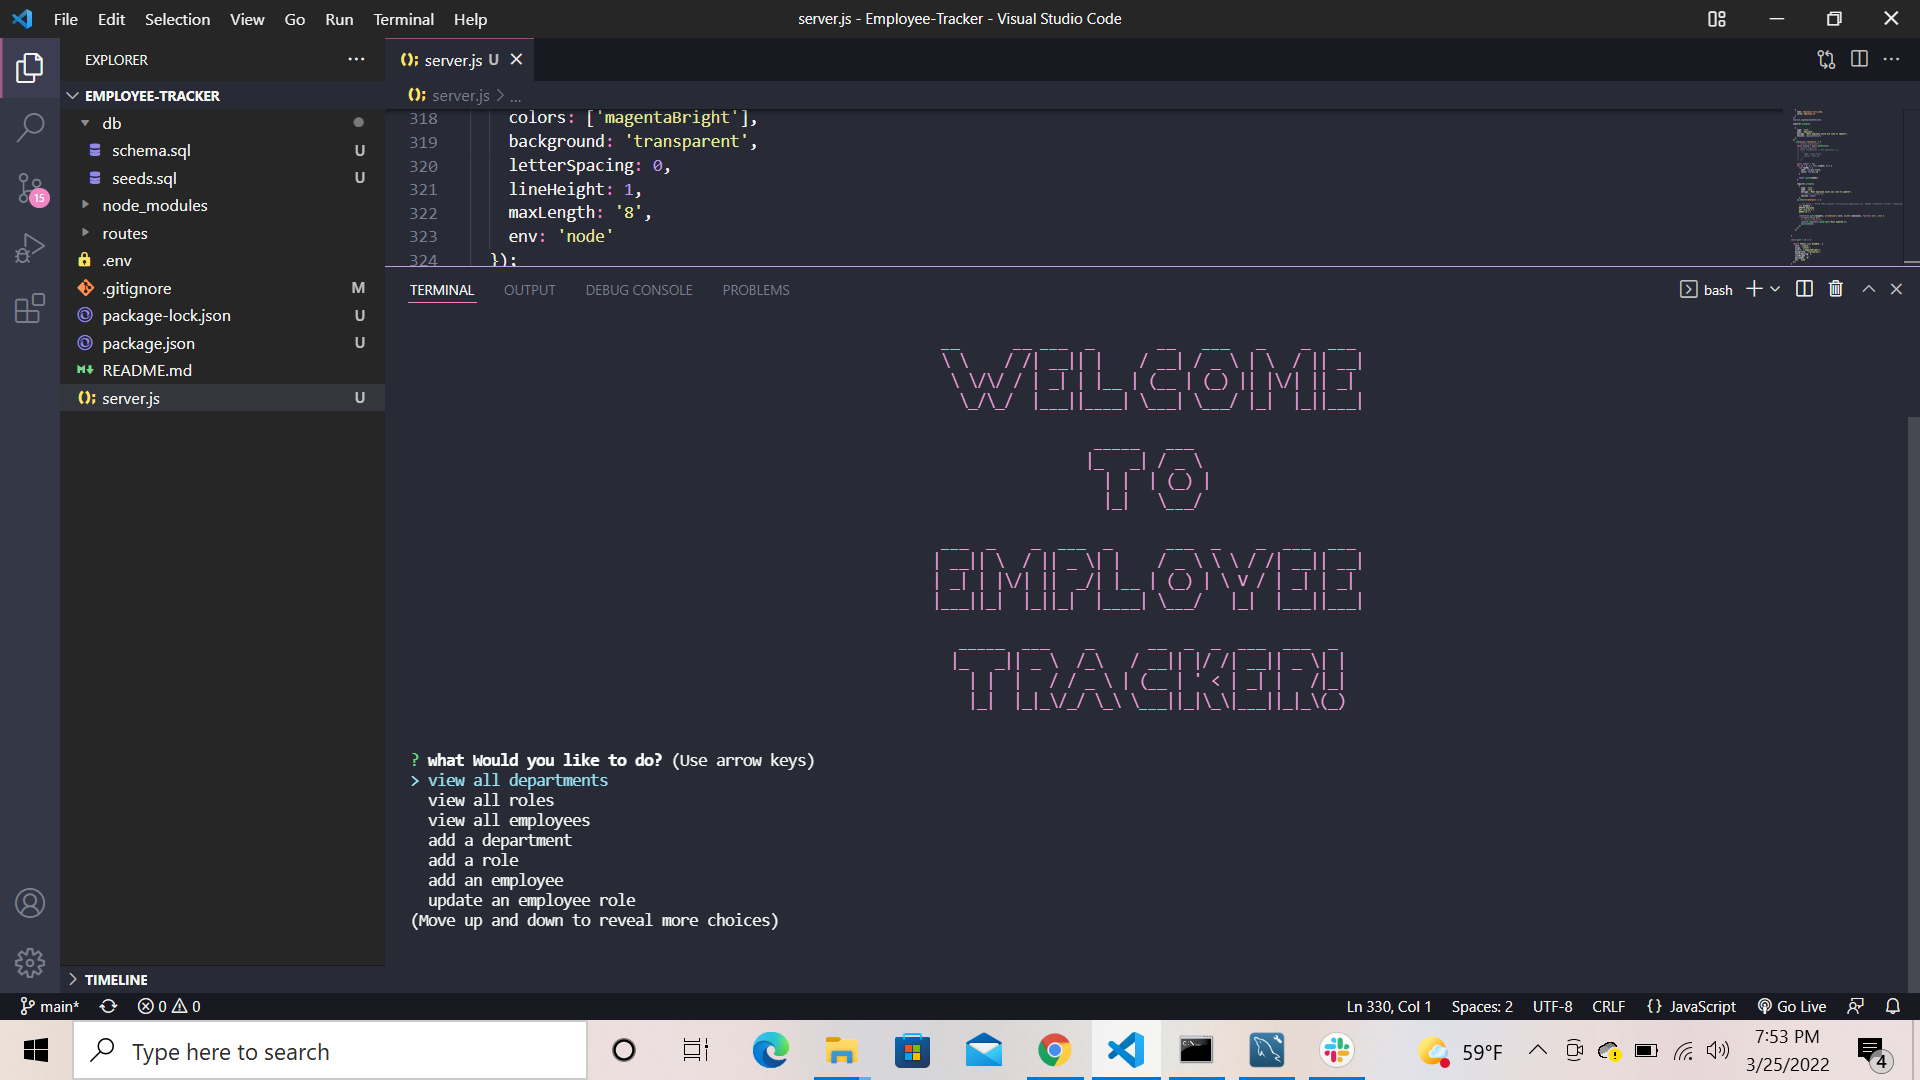 File Edit Selection View Go Run Terminal Help
server.js - Employee-Tracker - Visual Studio Code
EXPLORER
EMPLOYEE-TRACKER
db
schema.sql U
seeds.sql U
node_modules
routes
.env
.gitignore M
package-lock.json U
package.json U
README.md
server.js U
TIMELINE
15
server.js U
server.js > ...
318 colors: ['magentaBright'],
319 background: 'transparent',
320 letterSpacing: 0,
321 lineHeight: 1,
322 maxLength: '8',
323 env: 'node'
324 });
TERMINAL OUTPUT DEBUG CONSOLE PROBLEMS
bash
WELCOME
TO
EMPLOYEE
TRACKER!
? what Would you like to do? (Use arrow keys)
> view all departments
view all roles
view all employees
add a department
add a role
add an employee
update an employee role
(Move up and down to reveal more choices)
main* 0 0
Ln 330, Col 1 Spaces: 2 UTF-8 CRLF {} JavaScript Go Live
Type here to search
59°F
7:53 PM
3/25/2022
4